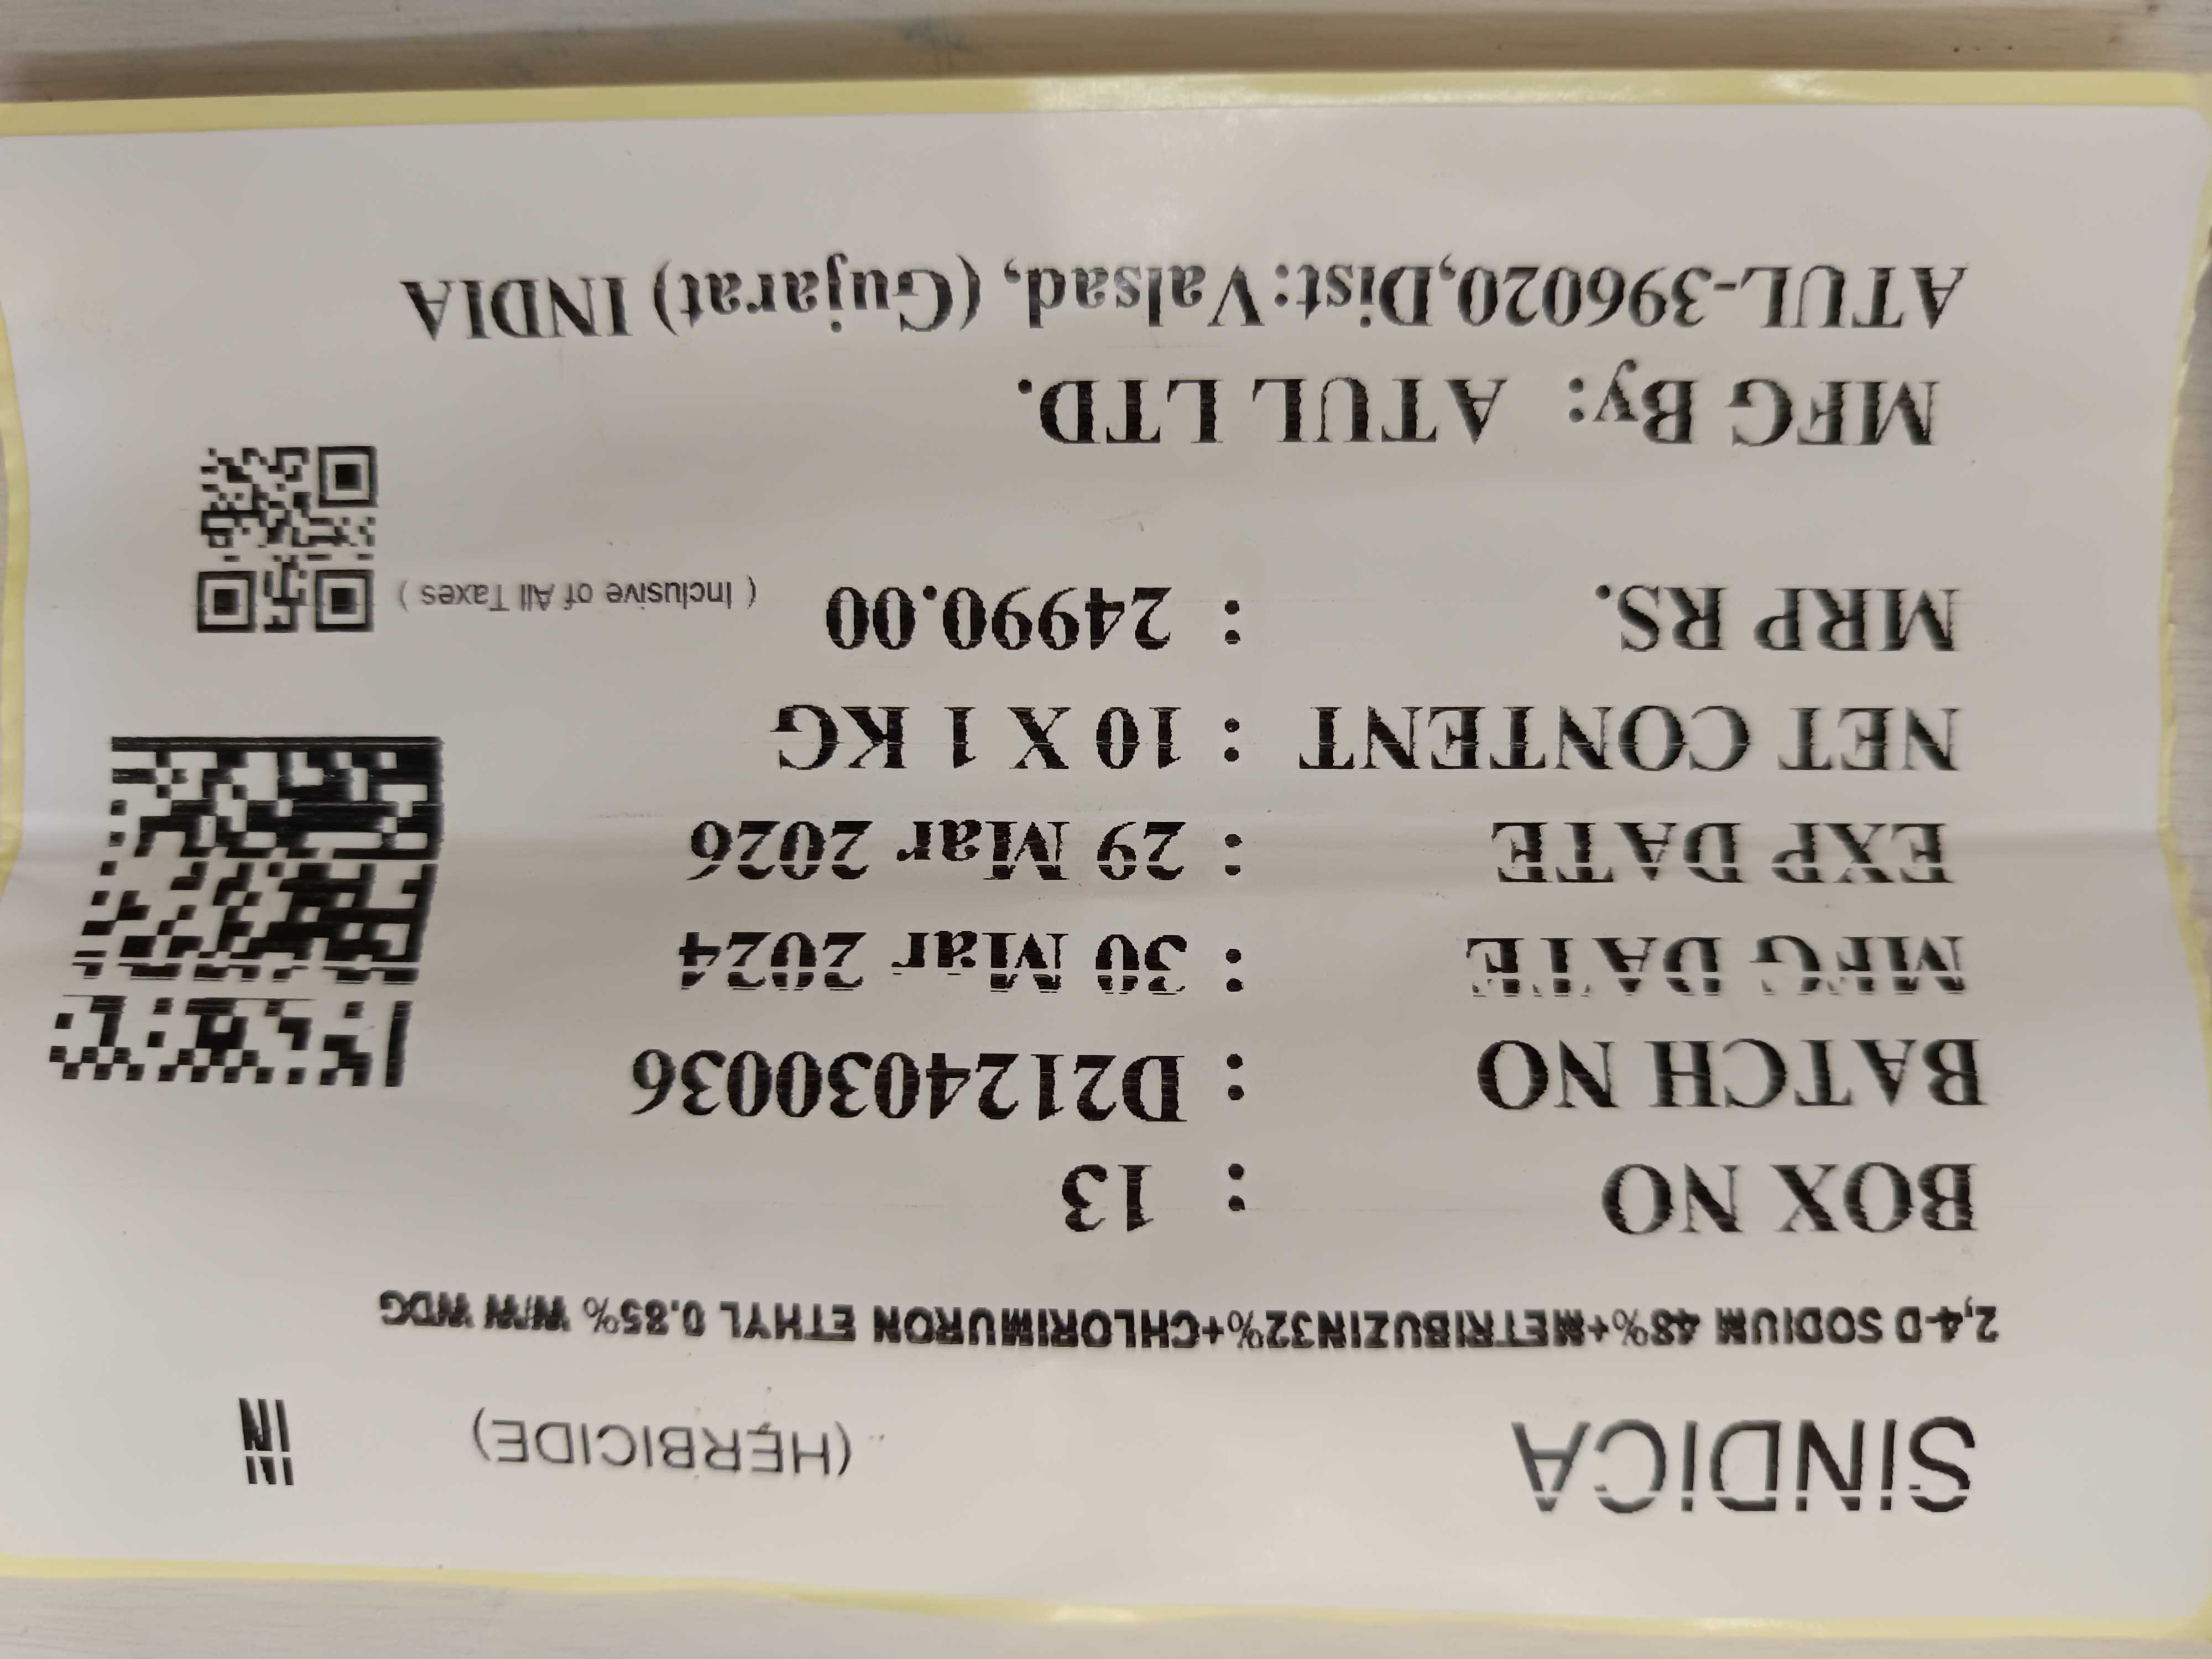 SINDICA (HERBICIDE) IN
2,4-D SODIUM 48%+METRIBUZIN32%+CHLORIMURON ETHYL 0.85% W/W WDG
BOX NO : 13
BATCH NO : D2124030036
MFG DATE : 30 Mar 2024
EXP DATE : 29 Mar 2026
NET CONTENT : 10 X 1 KG
MRP RS. : 24990.00 ( Inclusive of All Taxes )
MFG By: ATUL LTD.
ATUL-396020,Dist:Valsad, (Gujarat) INDIA